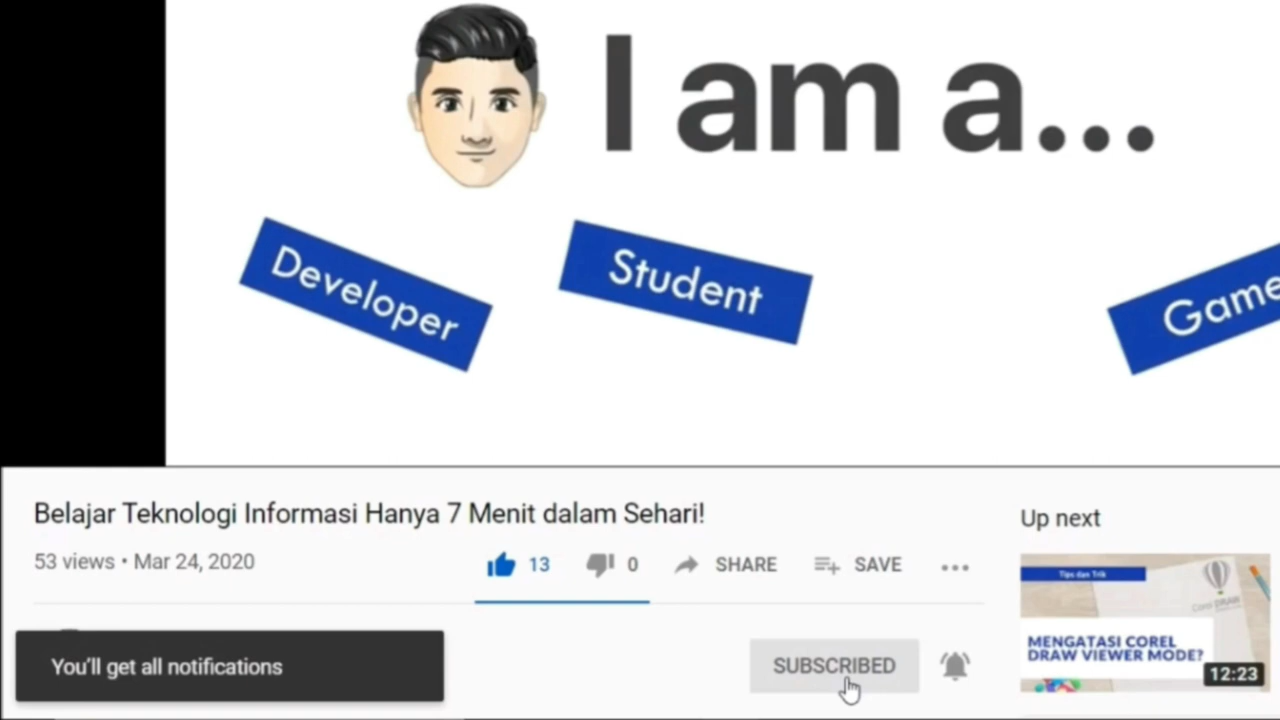 I am a...
Developer
Student
Game
Belajar Teknologi Informasi Hanya 7 Menit dalam Sehari!
53 views • Mar 24, 2020
13
0
SHARE
SAVE
Up next
Tips dan Trik
Corel DRAW
MENGATASI COREL
DRAW VIEWER MODE?
12:23
You'll get all notifications
SUBSCRIBED